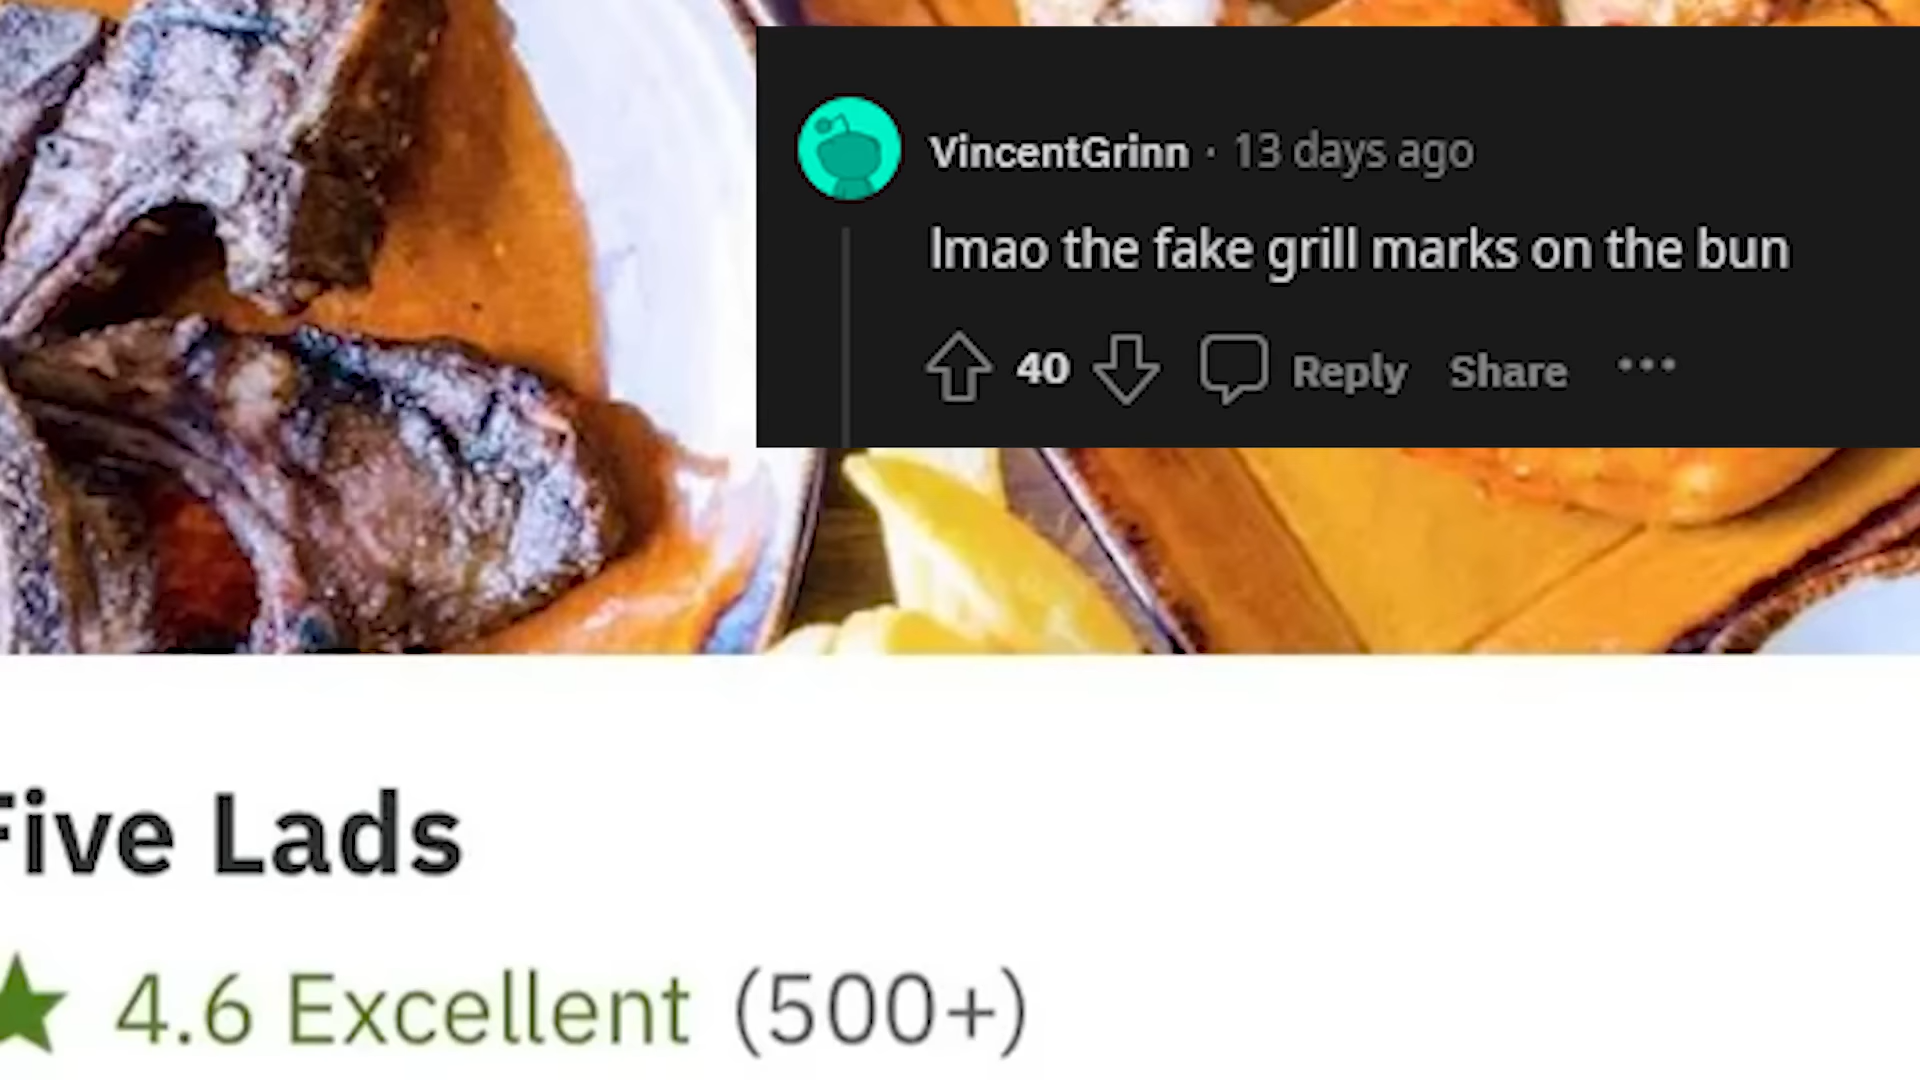 VincentGrinn · 13 days ago
lmao the fake grill marks on the bun
40 Reply Share ...
Five Lads
4.6 Excellent (500+)